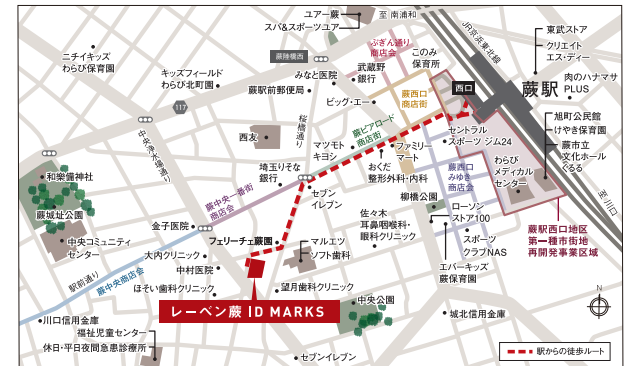 至 南浦和
ユアー蕨
スパ&スポーツユア
JR京浜東北線
東武ストア
クリエイト
エス・ディー
肉のハナマサ
PLUS
蕨駅
西口
旭町公民館
けやき保育園
蕨市立
文化ホール
くるる
至 川口
ニチイキッズ
わらび保育園
キッズフィールド
わらび北町園
蕨陸橋西
ぶぎん通り
商店会
このみ
保育所
武蔵野
銀行
みなと医院
蕨駅前郵便局
ビッグ・エー
蕨西口
商店街
117
中央浄水場通り
桜橋通り
西友
マツモト
キヨシ
蕨ピアロード
商店街
ファミリー
マート
おくだ
整形外科・内科
セントラル
スポーツ ジム24
わらび
メディカル
センター
蕨西口
みゆき
商店会
埼玉りそな
銀行
セブン
イレブン
柳橋公園
和樂備神社
蕨城址公園
蕨中央一番街
商店会
金子医院
フェリーチェ蕨園
マルエツ
ソフト歯科
佐々木
耳鼻咽喉科・
眼科クリニック
ローソン
ストア100
スポーツ
クラブNAS
エバーキッズ
蕨保育園
蕨駅西口地区
第一種市街地
再開発事業区域
中央コミュニティ
センター
大内クリニック
中村医院
駅前通り
蕨中央商店会
ほそい歯科クリニック
望月歯科クリニック
中央公園
レーベン蕨 ID MARKS
川口信用金庫
福祉児童センター
休日・平日夜間急患診療所
城北信用金庫
セブンイレブン
N
駅からの徒歩ルート